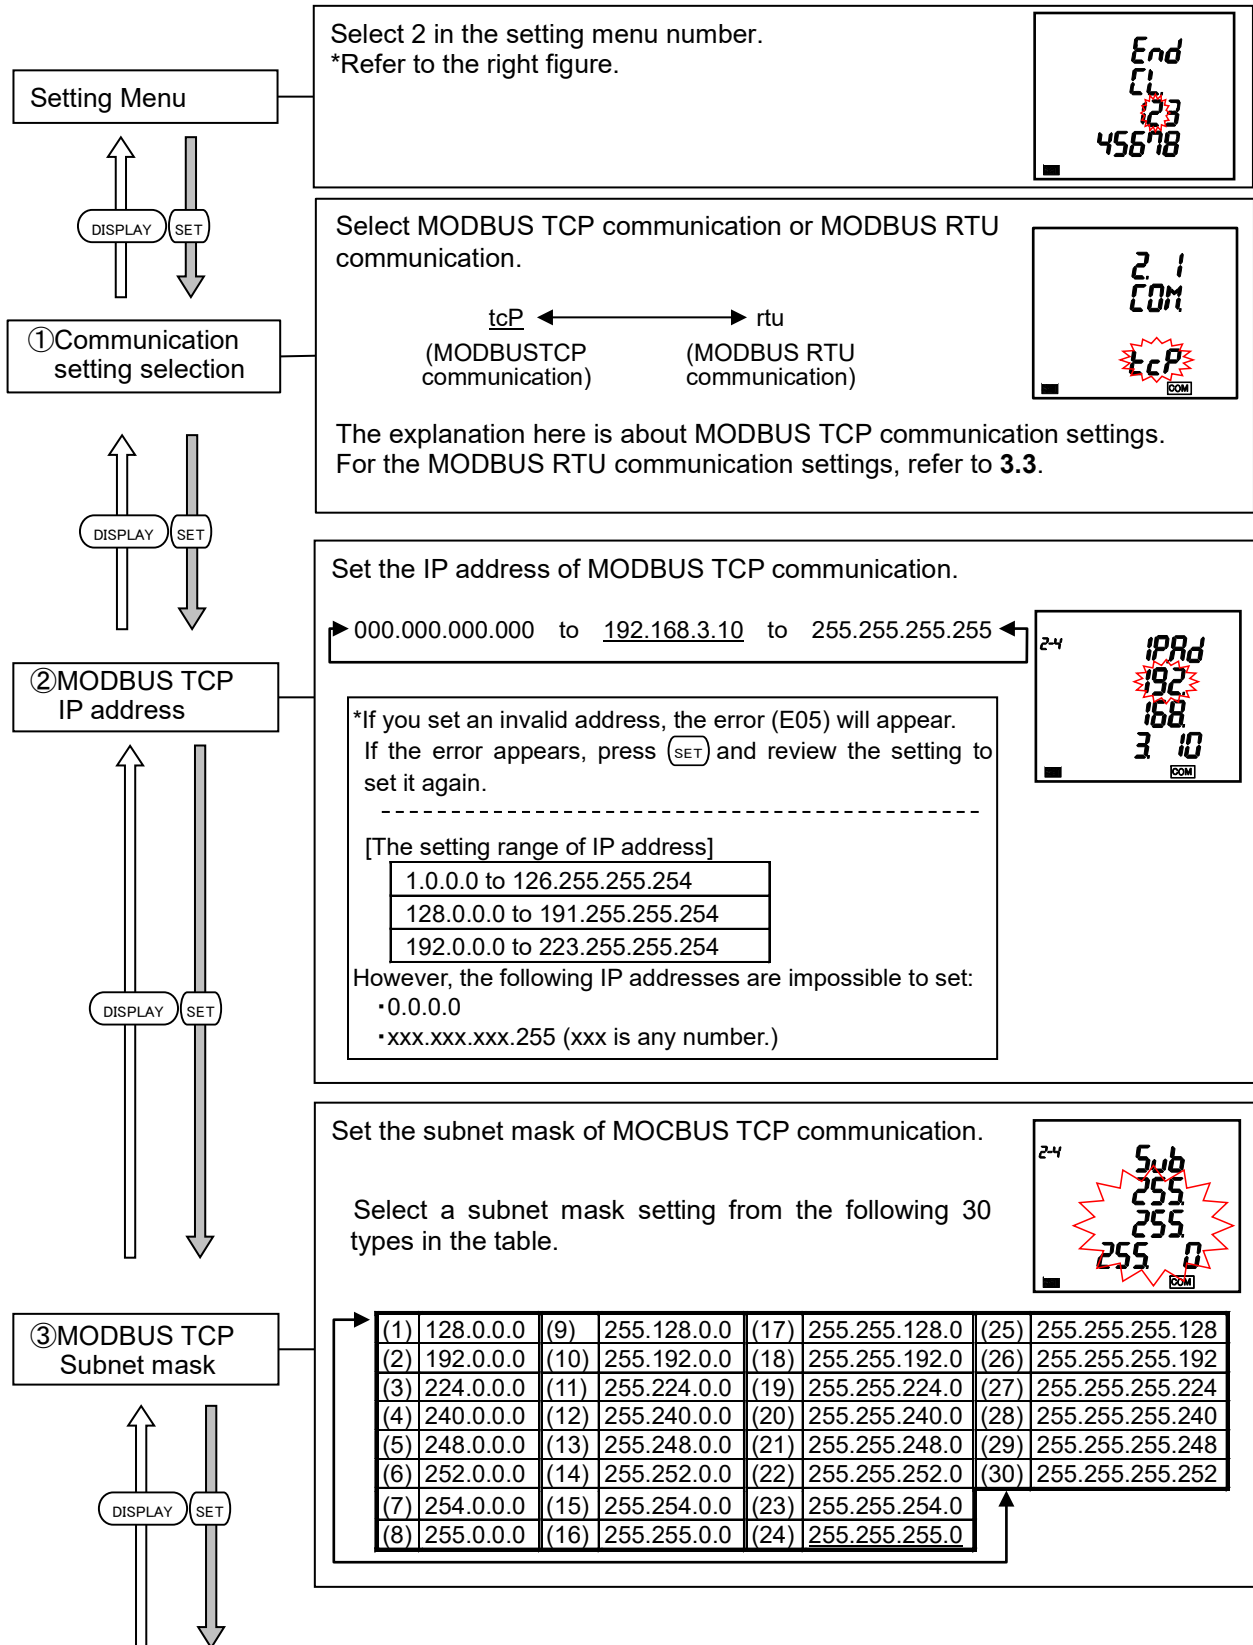 Select 2 in the setting menu number.
*Refer to the right figure.
Setting Menu
End
CL.
123
45678
DISPLAY
SET
Select MODBUS TCP communication or MODBUS RTU
communication.
tcP
rtu
(MODBUSTCP
communication)
(MODBUS RTU
communication)
The explanation here is about MODBUS TCP communication settings.
For the MODBUS RTU communication settings, refer to 3.3.
2. 1
COM.
tcP
COM
①Communication
setting selection
DISPLAY
SET
Set the IP address of MODBUS TCP communication.
000.000.000.000 to 192.168.3.10 to 255.255.255.255
2-4
IPAd
192.
168.
3. 10
COM
②MODBUS TCP
IP address
*If you set an invalid address, the error (E05) will appear.
If the error appears, press SET and review the setting to
set it again.
[The setting range of IP address]
1.0.0.0 to 126.255.255.254
128.0.0.0 to 191.255.255.254
192.0.0.0 to 223.255.255.254
However, the following IP addresses are impossible to set:
・0.0.0.0
・xxx.xxx.xxx.255 (xxx is any number.)
DISPLAY
SET
Set the subnet mask of MOCBUS TCP communication.
Select a subnet mask setting from the following 30
types in the table.
2-4
Sub
255.
255.
255. 0
COM
③MODBUS TCP
Subnet mask
(1) 128.0.0.0 (9) 255.128.0.0 (17) 255.255.128.0 (25) 255.255.255.128
(2) 192.0.0.0 (10) 255.192.0.0 (18) 255.255.192.0 (26) 255.255.255.192
(3) 224.0.0.0 (11) 255.224.0.0 (19) 255.255.224.0 (27) 255.255.255.224
(4) 240.0.0.0 (12) 255.240.0.0 (20) 255.255.240.0 (28) 255.255.255.240
(5) 248.0.0.0 (13) 255.248.0.0 (21) 255.255.248.0 (29) 255.255.255.248
(6) 252.0.0.0 (14) 255.252.0.0 (22) 255.255.252.0 (30) 255.255.255.252
(7) 254.0.0.0 (15) 255.254.0.0 (23) 255.255.254.0
(8) 255.0.0.0 (16) 255.255.0.0 (24) 255.255.255.0
DISPLAY
SET